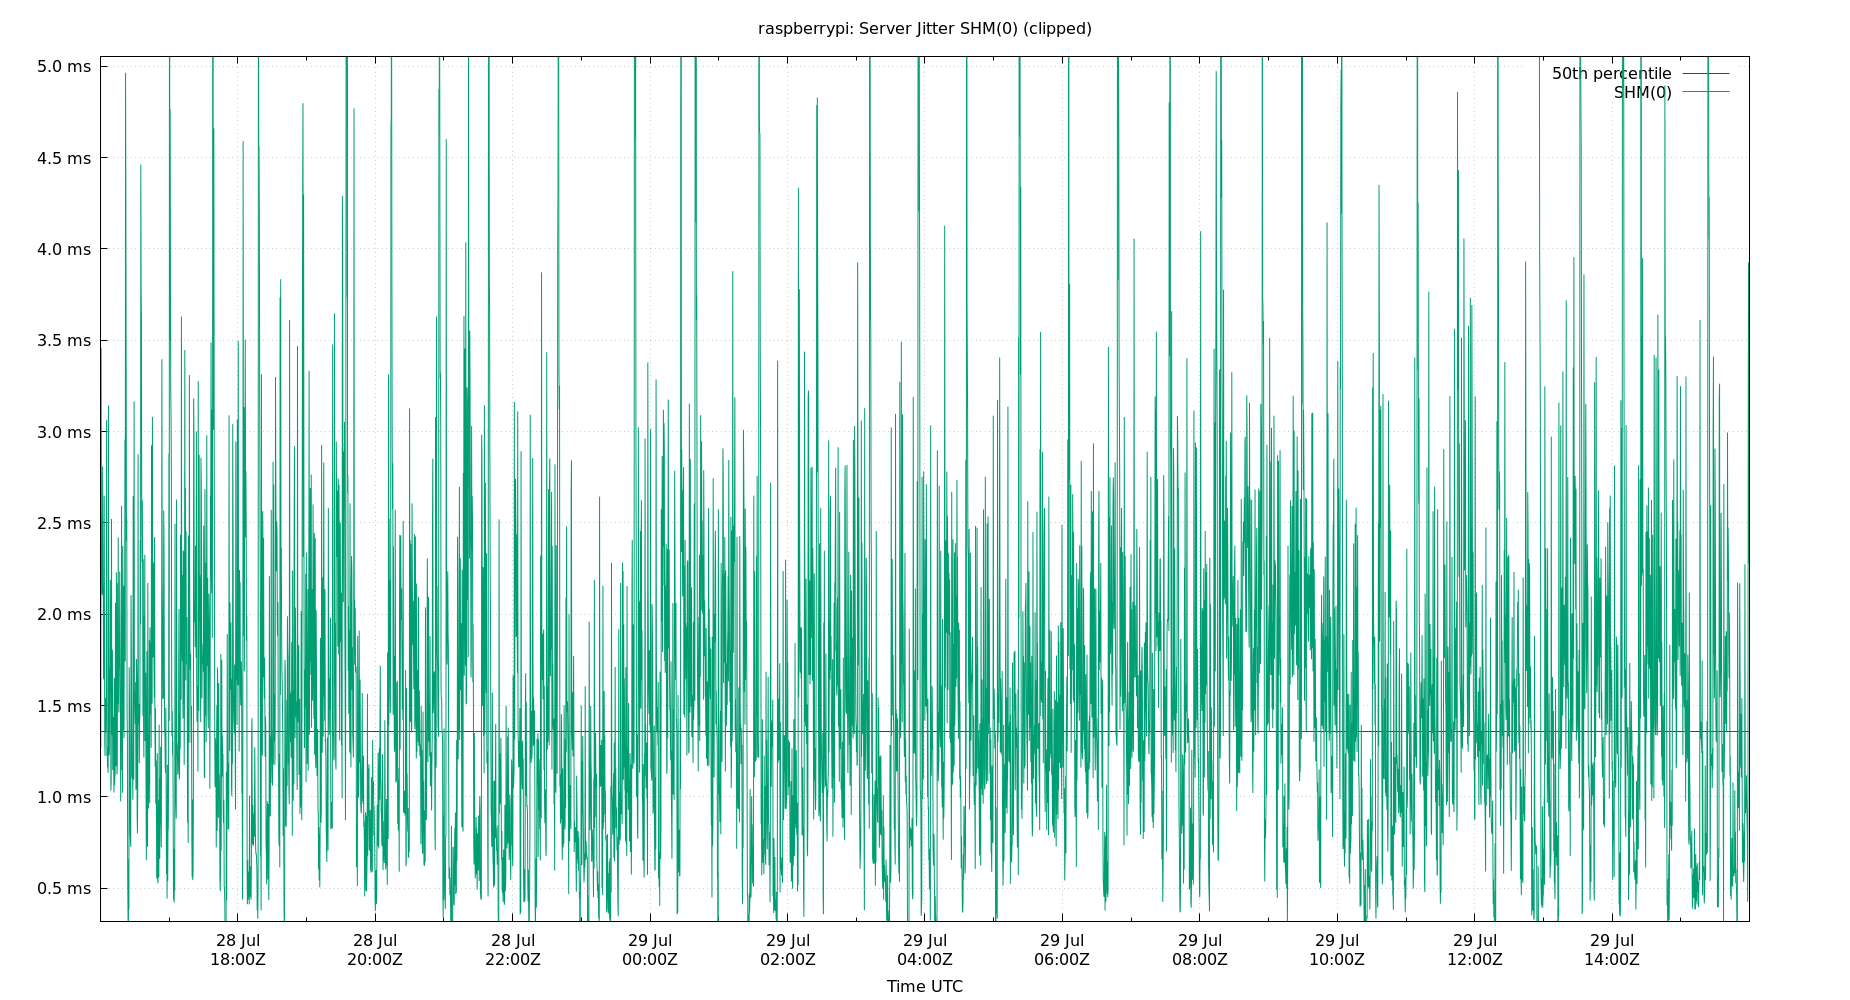 raspberrypi: Server Jitter SHM(0) (clipped)
5.0 ms
4.5 ms
4.0 ms
3.5 ms
3.0 ms
2.5 ms
2.0 ms
1.5 ms
1.0 ms
0.5 ms
50th percentile
SHM(0)
28 Jul 28 Jul 28 Jul 29 Jul 29 Jul 29 Jul 29 Jul 29 Jul 29 Jul 29 Jul 29 Jul
18:00Z 20:00Z 22:00Z 00:00Z 02:00Z 04:00Z 06:00Z 08:00Z 10:00Z 12:00Z 14:00Z
Time UTC